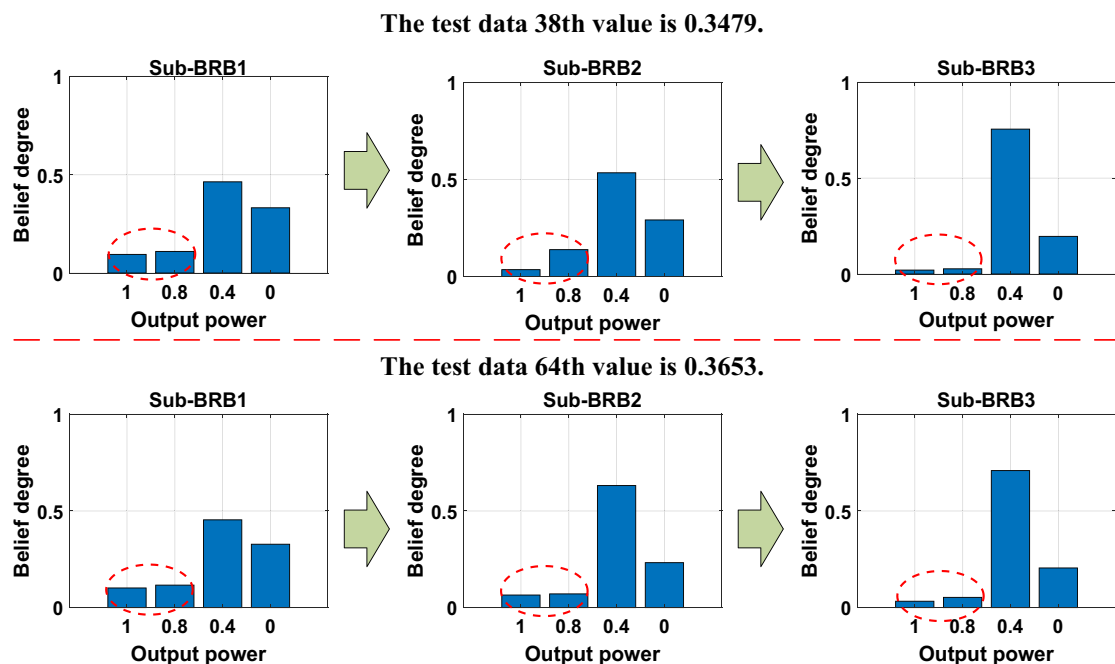 The test data 38th value is 0.3479.
Sub-BRB1
1
0.5
0
Belief degree
1 0.8 0.4 0
Output power
Sub-BRB2
1
0.5
0
Belief degree
1 0.8 0.4 0
Output power
Sub-BRB3
1
0.5
0
Belief degree
1 0.8 0.4 0
Output power
The test data 64th value is 0.3653.
Sub-BRB1
1
0.5
0
Belief degree
1 0.8 0.4 0
Output power
Sub-BRB2
1
0.5
0
Belief degree
1 0.8 0.4 0
Output power
Sub-BRB3
1
0.5
0
Belief degree
1 0.8 0.4 0
Output power